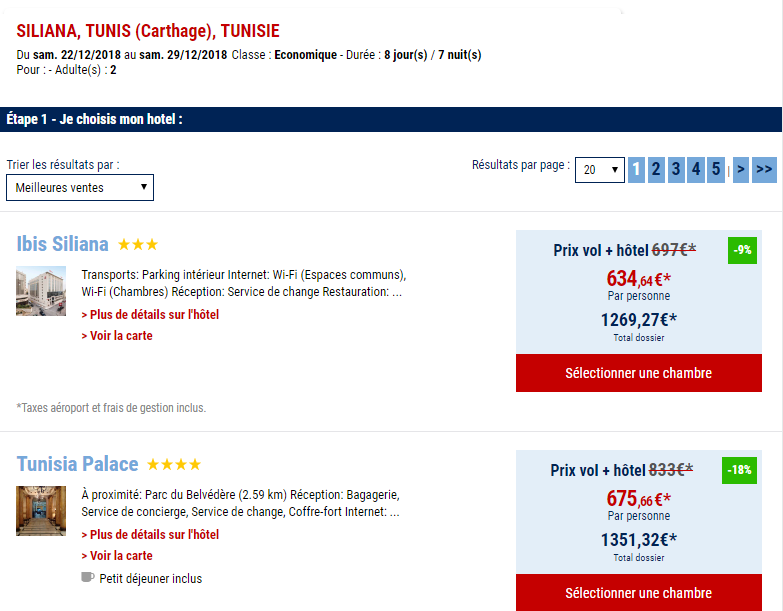 SILIANA, TUNIS (Carthage), TUNISIE
Du sam. 22/12/2018 au sam. 29/12/2018 Classe : Economique - Durée : 8 jour(s) / 7 nuit(s)
Pour : - Adulte(s) : 2
Étape 1 - Je choisis mon hotel :
Trier les résultats par :
Meilleures ventes
Résultats par page : 20 1 2 3 4 5 | > >>
Ibis Siliana
Transports: Parking intérieur Internet: Wi-Fi (Espaces communs),
Wi-Fi (Chambres) Réception: Service de change Restauration: ...
> Plus de détails sur l'hôtel
> Voir la carte
Prix vol + hôtel 697€* -9%
634,64€*
Par personne
1269,27€*
Total dossier
Sélectionner une chambre
*Taxes aéroport et frais de gestion inclus.
Tunisia Palace
À proximité: Parc du Belvédère (2.59 km) Réception: Bagagerie,
Service de concierge, Service de change, Coffre-fort Internet: ...
> Plus de détails sur l'hôtel
> Voir la carte
Petit déjeuner inclus
Prix vol + hôtel 833€* -18%
675,66€*
Par personne
1351,32€*
Total dossier
Sélectionner une chambre